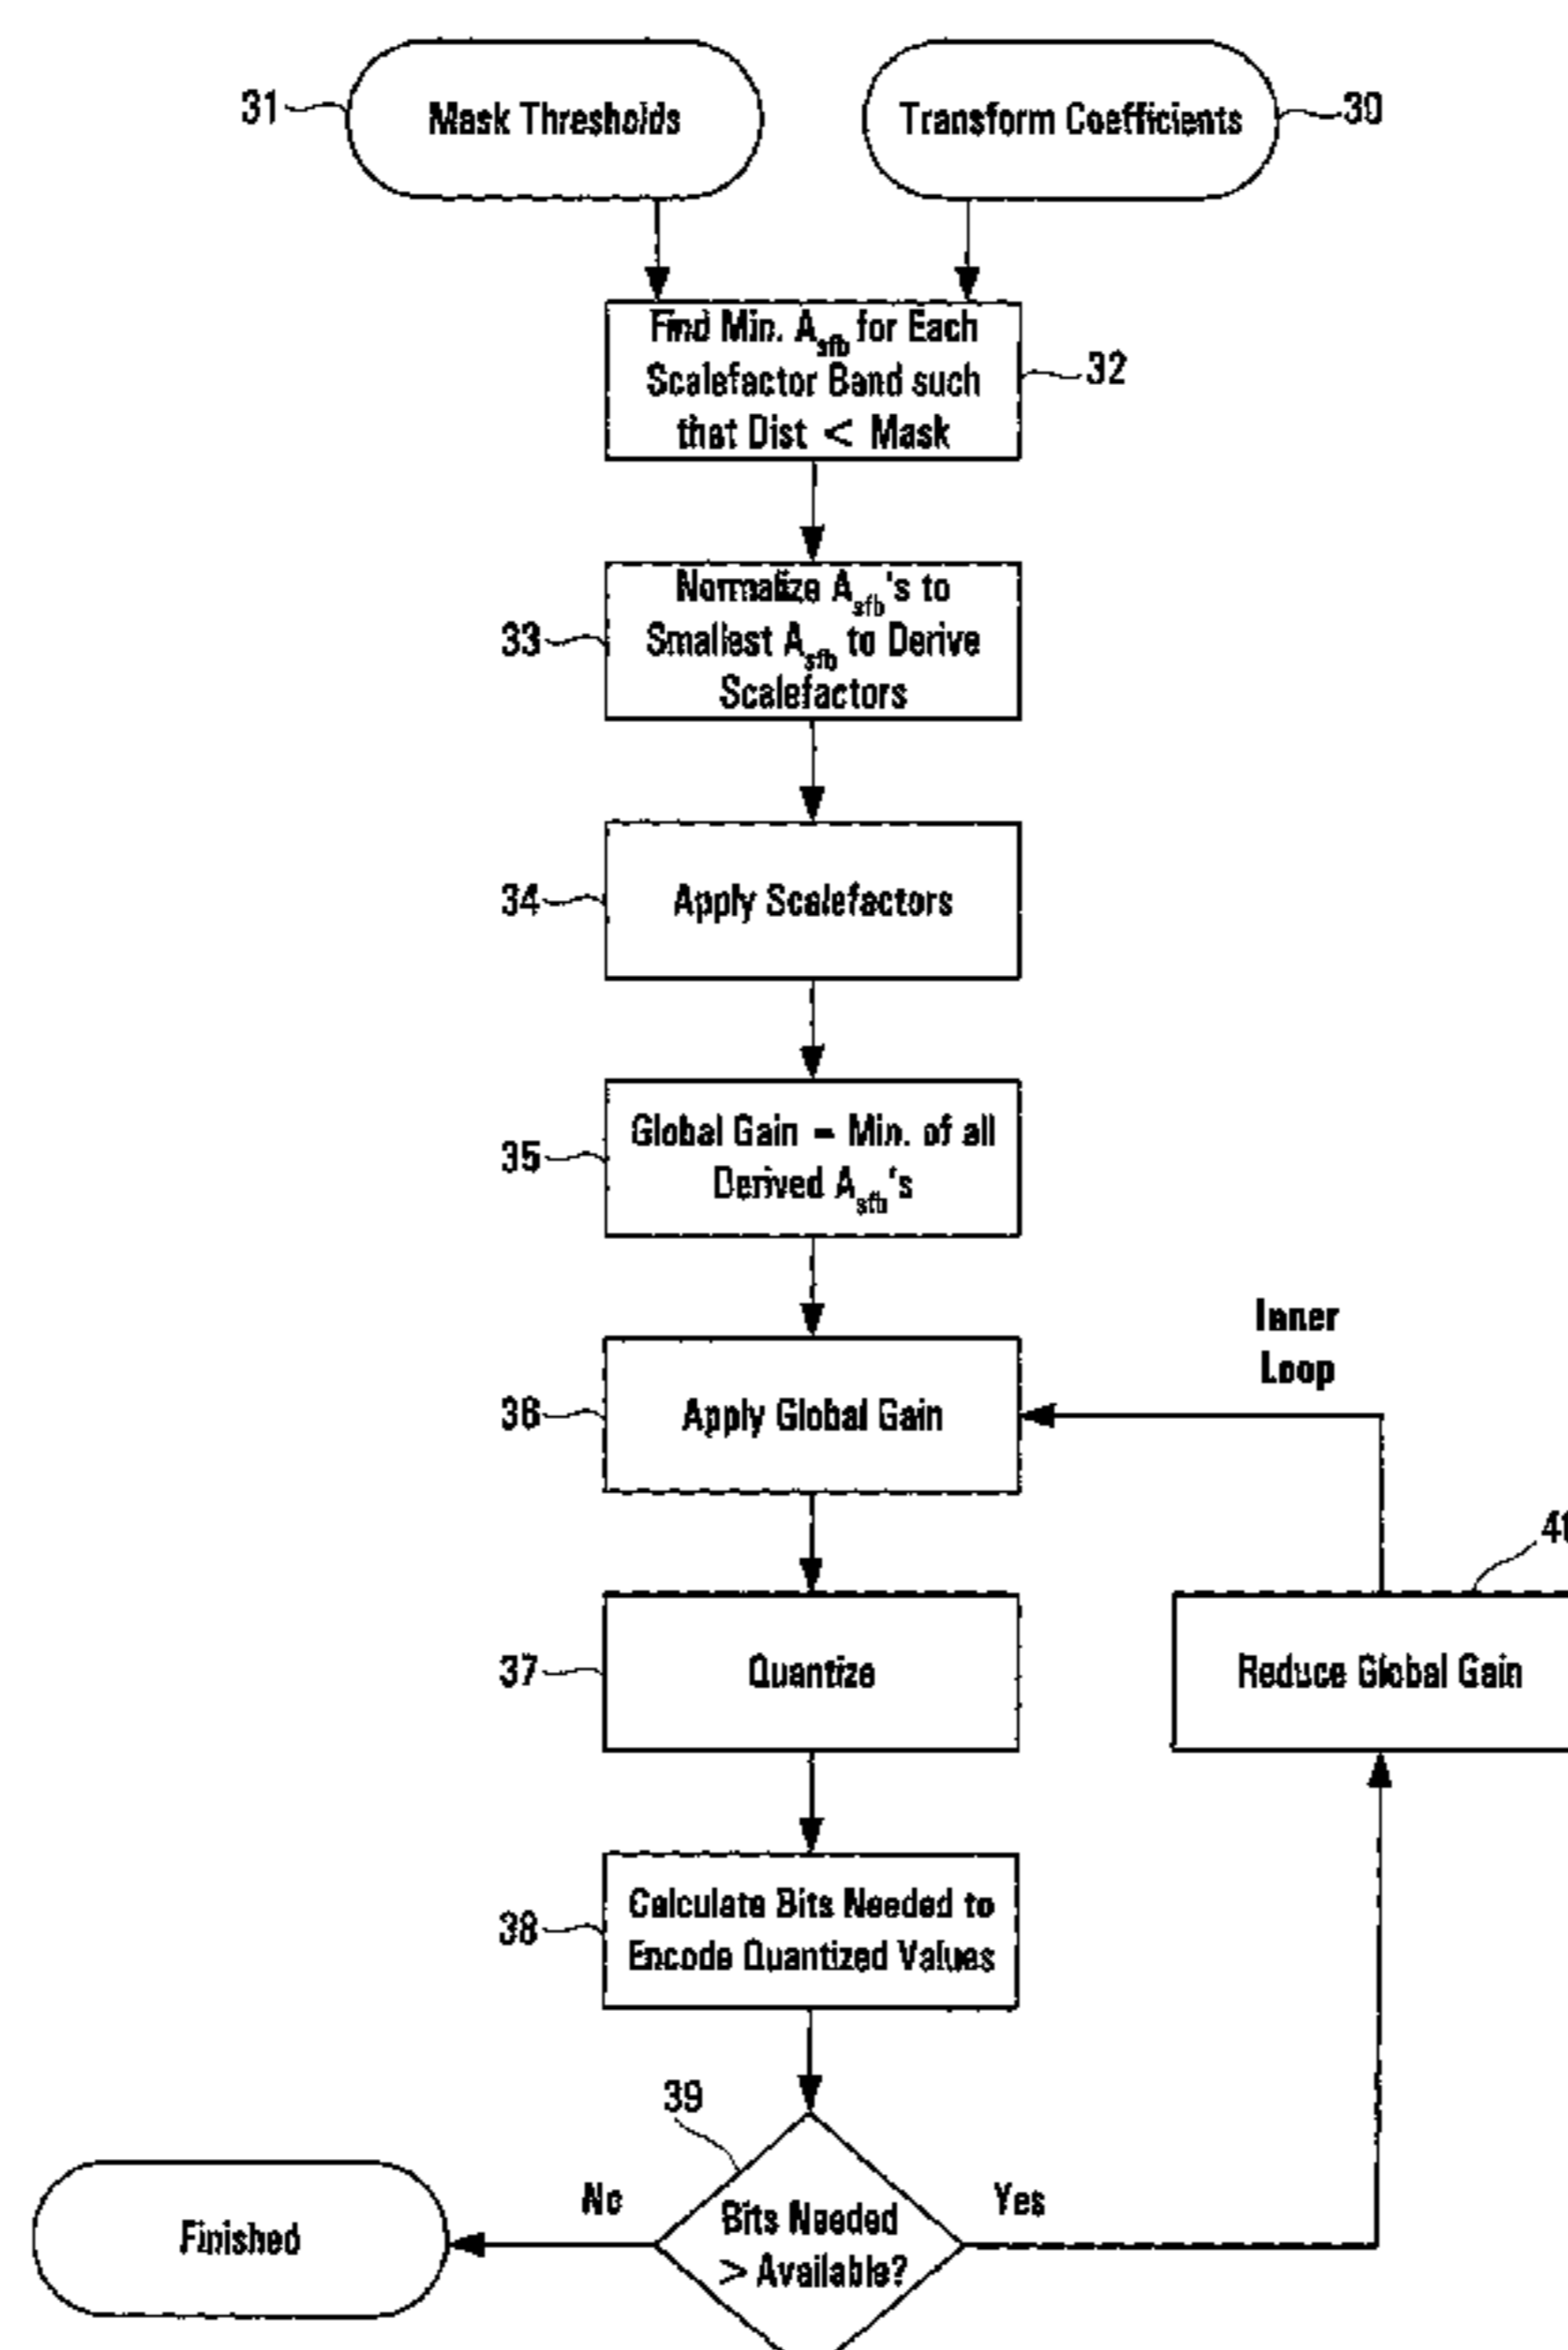 31
Mask Thresholds
Transform Coefficients
30
Find Min. Asfb for Each
Scalefactor Band such
that Dist < Mask
32
33
Normalize Asfb's to
Smallest Asfb to Derive
Scalefactors
34
Apply Scalefactors
35
Global Gain = Min. of all
Derived Asfb's
Inner
Loop
36
Apply Global Gain
37
Quantize
Reduce Global Gain
38
Calculate Bits Needed to
Encode Quantized Values
39
No
Yes
Bits Needed
> Available?
Finished